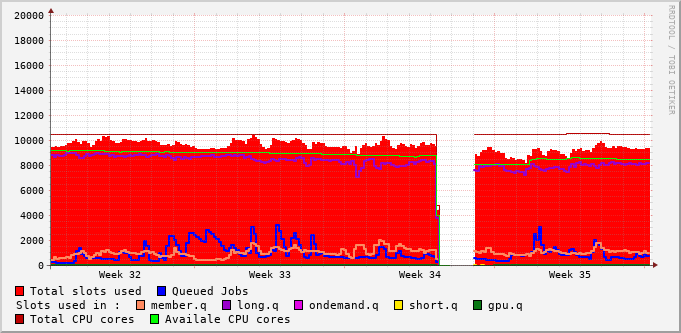 RRDTOOL / TOBI OETIKER
20000
18000
16000
14000
12000
10000
8000
6000
4000
2000
0
Week 32 Week 33 Week 34 Week 35
Total slots used Queued Jobs
Slots used in : member.q long.q ondemand.q short.q gpu.q
Total CPU cores Availale CPU cores